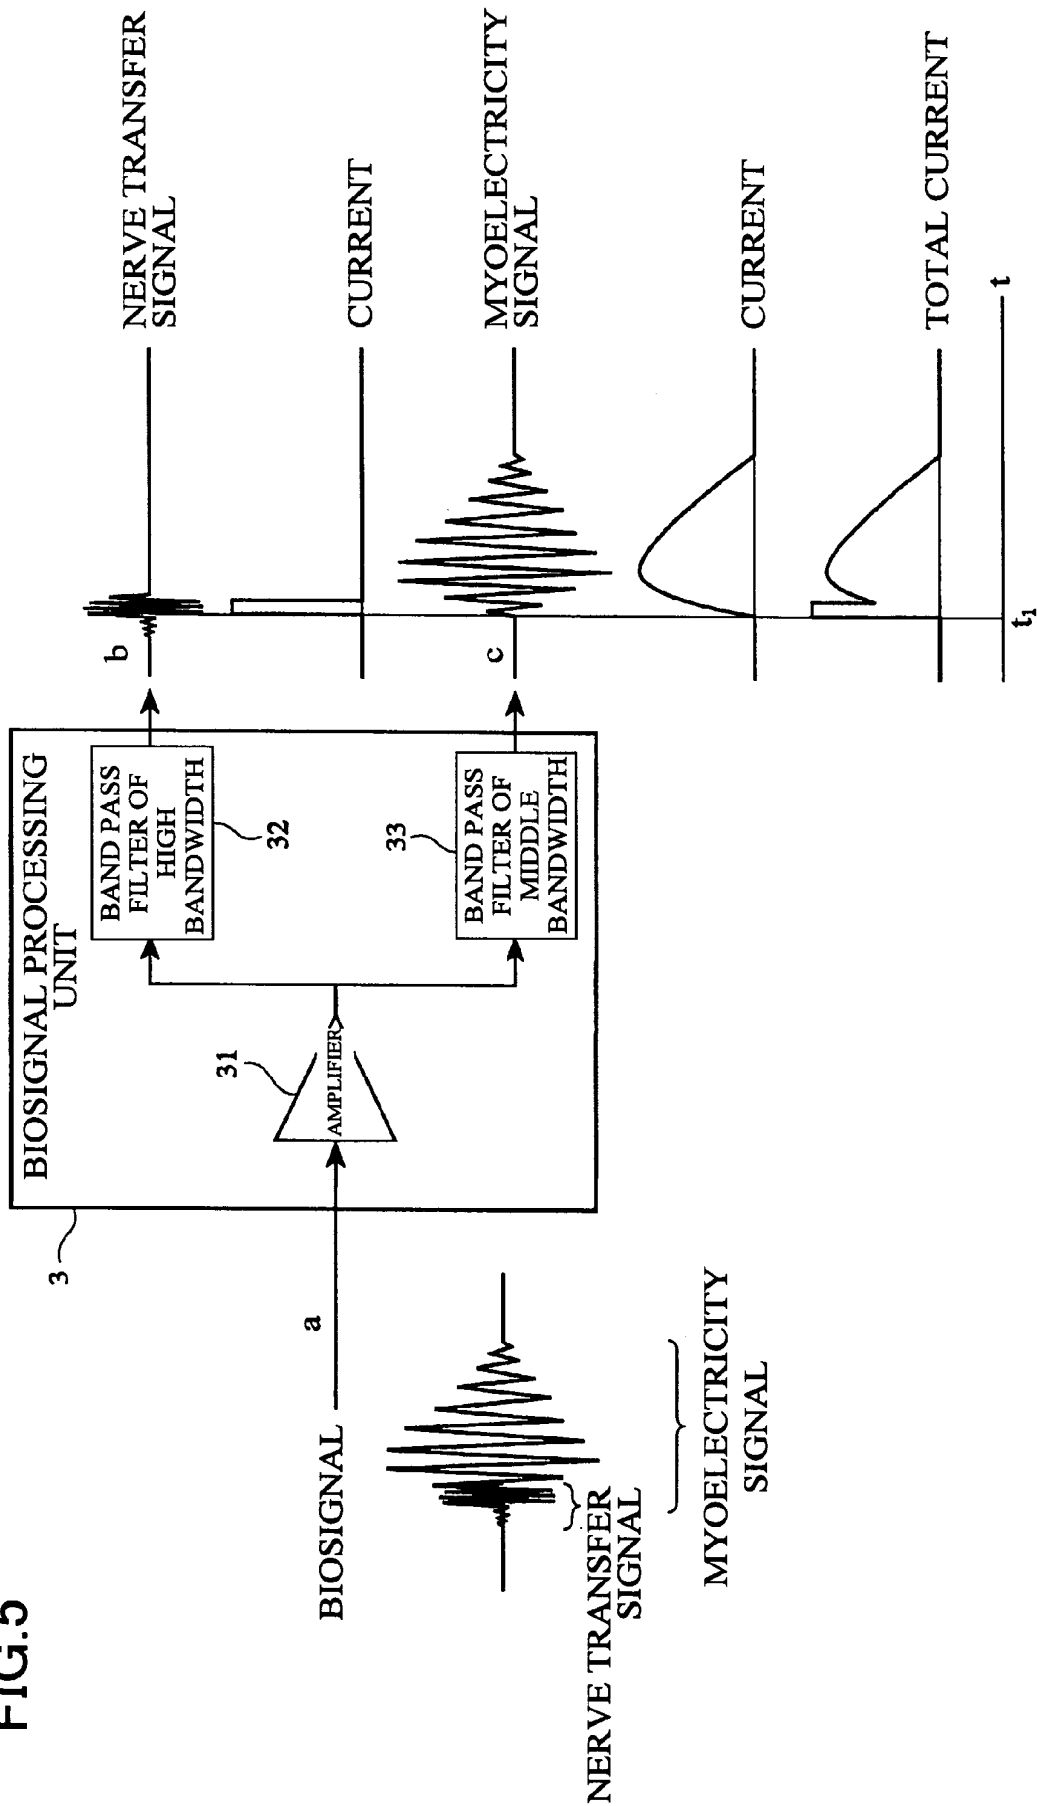 FIG.5
BIOSIGNAL PROCESSING
UNIT
3
BIOSIGNAL
a
31
AMPLIFIER
BAND PASS
FILTER OF
HIGH
BANDWIDTH
32
33
BAND PASS
FILTER OF
MIDDLE
BANDWIDTH
NERVE TRANSFER
SIGNAL
MYOELECTRICITY
SIGNAL
b
NERVE TRANSFER
SIGNAL
CURRENT
c
MYOELECTRICITY
SIGNAL
CURRENT
TOTAL CURRENT
t1
t